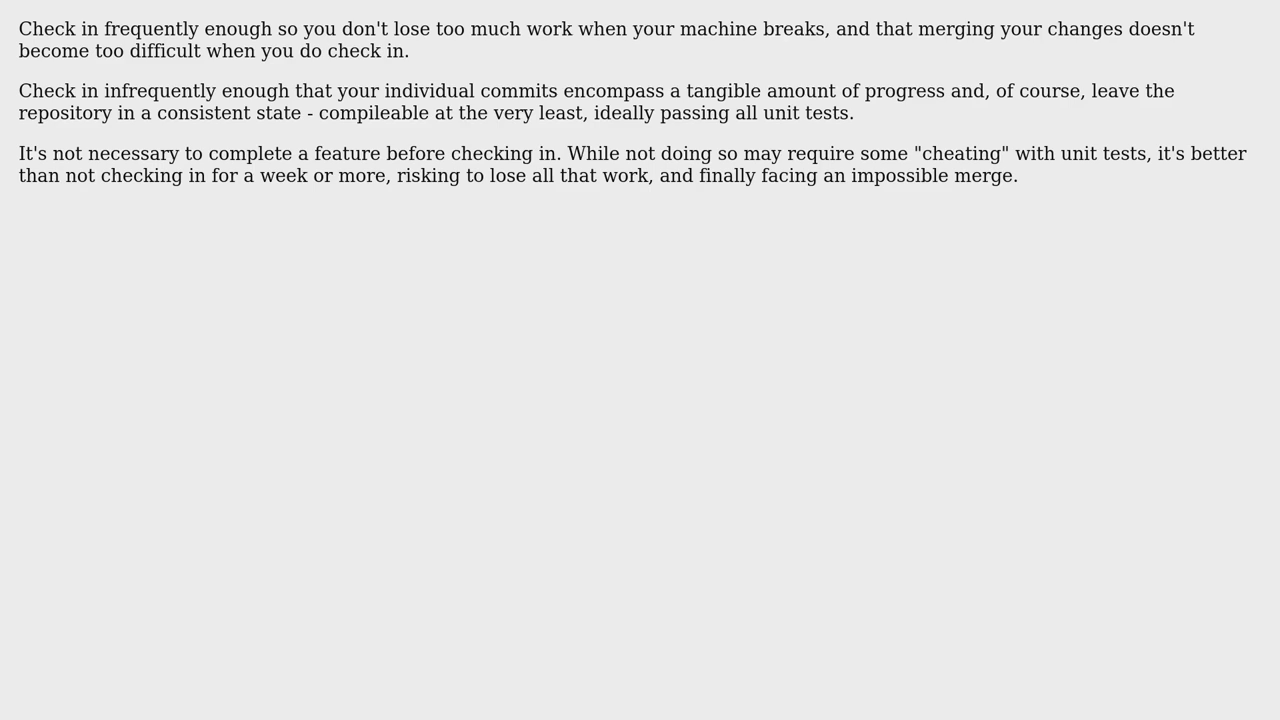 Check in frequently enough so you don't lose too much work when your machine breaks, and that merging your changes doesn't
become too difficult when you do check in.
Check in infrequently enough that your individual commits encompass a tangible amount of progress and, of course, leave the
repository in a consistent state - compileable at the very least, ideally passing all unit tests.
It's not necessary to complete a feature before checking in. While not doing so may require some "cheating" with unit tests, it's better
than not checking in for a week or more, risking to lose all that work, and finally facing an impossible merge.